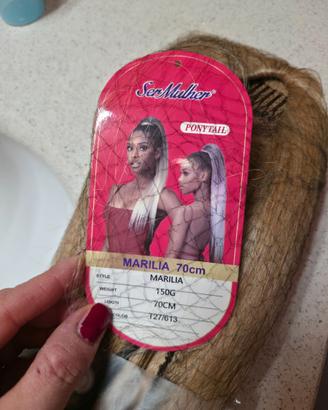 SerMulher®
PONYTAIL
MARILIA 70cm
STYLE MARILIA
WEIGHT 150G
LENGTH 70CM
COLOR T27/613